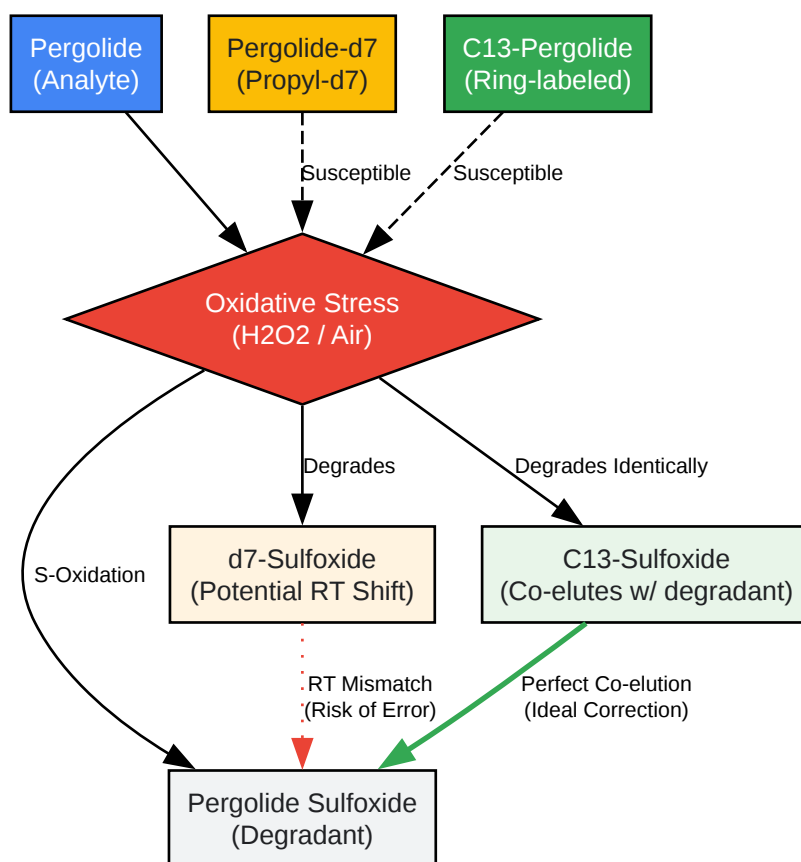 Pergolide
(Analyte)
Pergolide-d7
(Propyl-d7)
C13-Pergolide
(Ring-labeled)
Susceptible
Susceptible
Oxidative Stress
(H2O2 / Air)
Degrades
Degrades Identically
S-Oxidation
d7-Sulfoxide
(Potential RT Shift)
C13-Sulfoxide
(Co-elutes w/ degradant)
RT Mismatch
(Risk of Error)
Perfect Co-elution
(Ideal Correction)
Pergolide Sulfoxide
(Degradant)